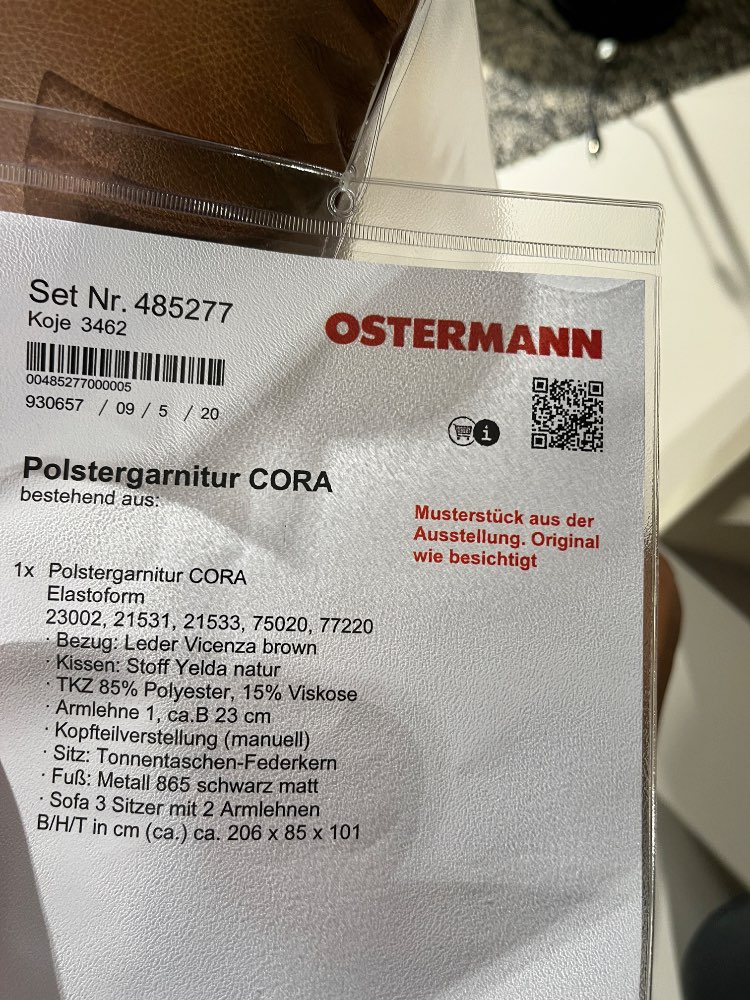 Set Nr. 485277
Koje 3462
OSTERMANN
00485277000005
930657 / 09 / 5 / 20
i
Polstergarnitur CORA
bestehend aus:
Musterstück aus der
Ausstellung. Original
wie besichtigt
1x Polstergarnitur CORA
Elastoform
23002, 21531, 21533, 75020, 77220
· Bezug: Leder Vicenza brown
· Kissen: Stoff Yelda natur
· TKZ 85% Polyester, 15% Viskose
· Armlehne 1, ca.B 23 cm
· Kopfteilverstellung (manuell)
· Sitz: Tonnentaschen-Federkern
· Fuß: Metall 865 schwarz matt
· Sofa 3 Sitzer mit 2 Armlehnen
B/H/T in cm (ca.) ca. 206 x 85 x 101